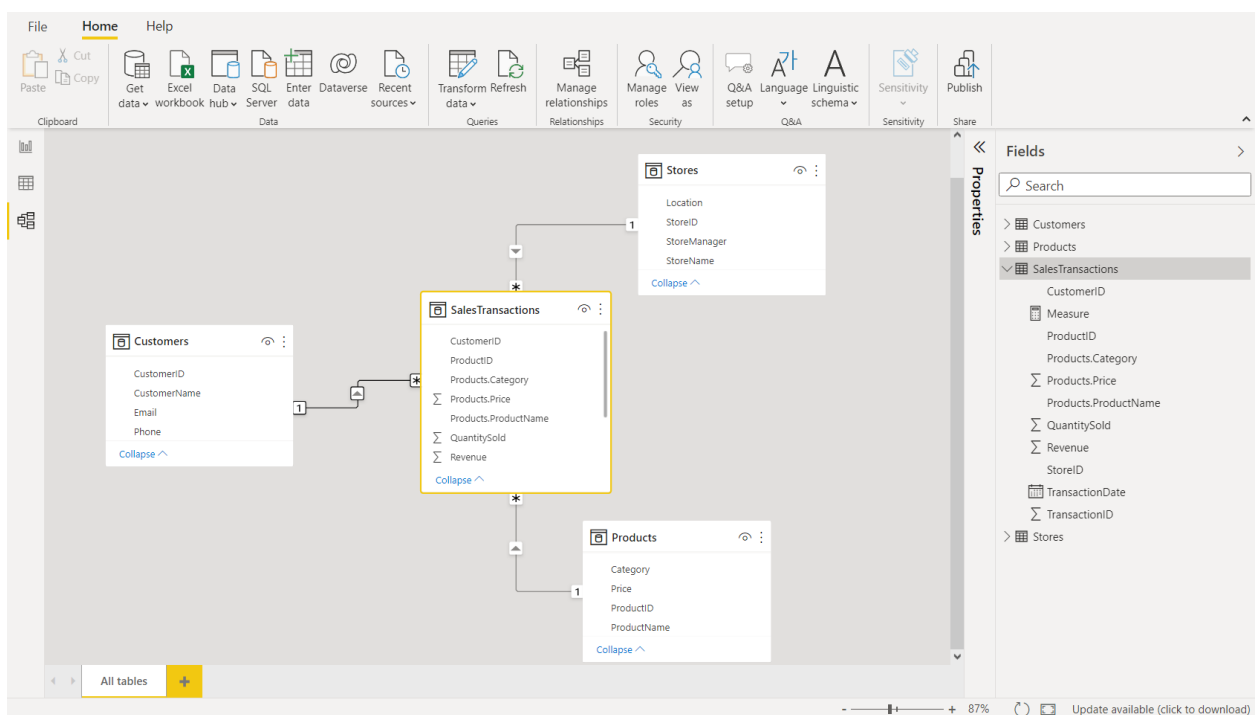 File Home Help
Paste
Cut
Copy
Clipboard
Get data
Excel workbook
Data hub
SQL Server
Enter data
Dataverse
Recent sources
Data
Transform data
Refresh
Queries
Manage relationships
Relationships
Manage roles
View as
Security
Q&A setup
Language
Linguistic schema
Q&A
Sensitivity
Sensitivity
Publish
Share
Stores
Location
StoreID
StoreManager
StoreName
Collapse
1
*
SalesTransactions
CustomerID
ProductID
Products.Category
Products.Price
Products.ProductName
QuantitySold
Revenue
Collapse
Customers
CustomerID
CustomerName
Email
Phone
Collapse
1
*
*
1
Products
Category
Price
ProductID
ProductName
Collapse
Properties
Fields
Search
Customers
Products
SalesTransactions
CustomerID
Measure
ProductID
Products.Category
Products.Price
Products.ProductName
QuantitySold
Revenue
StoreID
TransactionDate
TransactionID
Stores
All tables +
- + 87% Update available (click to download)